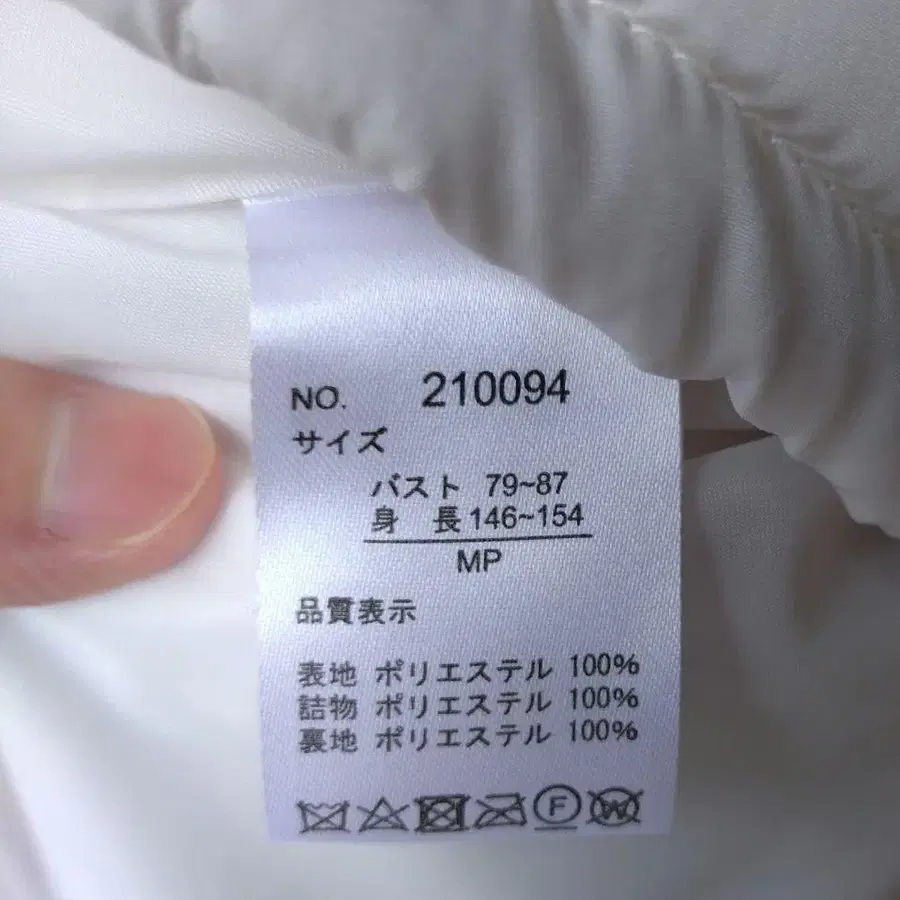 NO. 210094
サイズ
バスト 79~87
身 長 146~154
MP
品質表示
表地 ポリエステル 100%
詰物 ポリエステル 100%
裏地 ポリエステル 100%
F W